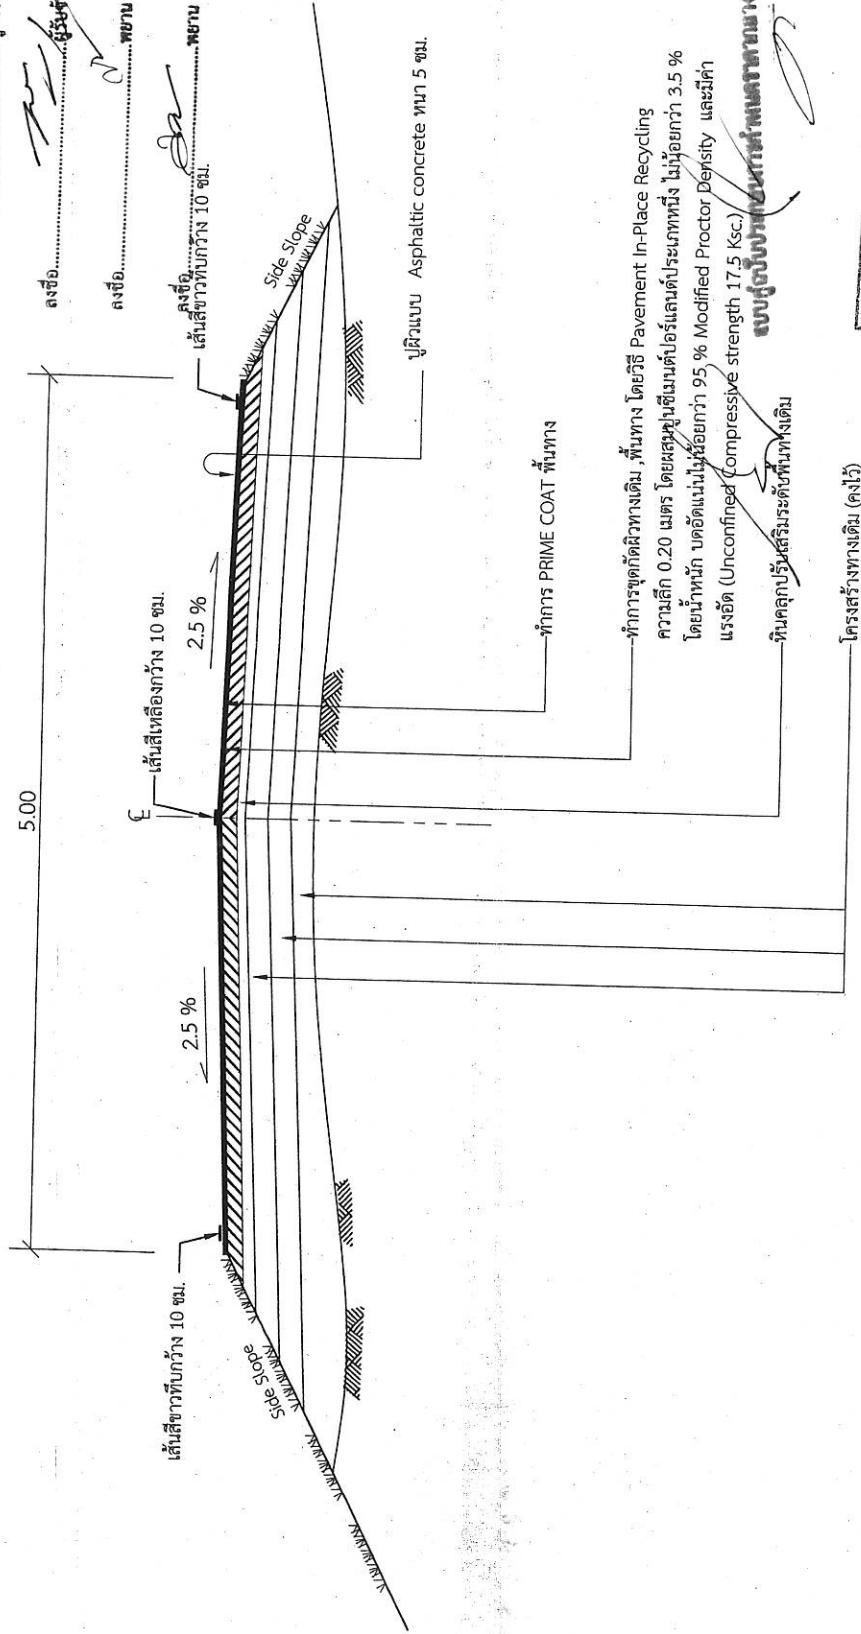 ลงชื่อ....................ผู้รับจ้าง
ลงชื่อ....................พยาน
ลงชื่อ....................พยาน
5.00
เส้นสีขาวทึบกว้าง 10 ซม.
2.5 %
℄
เส้นสีเหลืองกว้าง 10 ซม.
2.5 %
เส้นสีขาวทึบกว้าง 10 ซม.
Side Slope
Side Slope
ปูผิวแบบ Asphaltic concrete หนา 5 ซม.
ทำการ PRIME COAT พื้นทาง
ทำการขุดกัดผิวทางเดิม ,พื้นทาง โดยวิธี Pavement In-Place Recycling
ความลึก 0.20 เมตร โดยผสมปูนซีเมนต์ปอร์แลนด์ประเภทหนึ่ง ไม่น้อยกว่า 3.5 %
โดยน้ำหนัก บดอัดแน่นไม่น้อยกว่า 95 % Modified Proctor Density และมีค่า
แรงอัด (Unconfined Compressive strength 17.5 Ksc.)
หินคลุกปรับเสริมระดับพื้นทางเดิม
โครงสร้างทางเดิม (คงไว้)